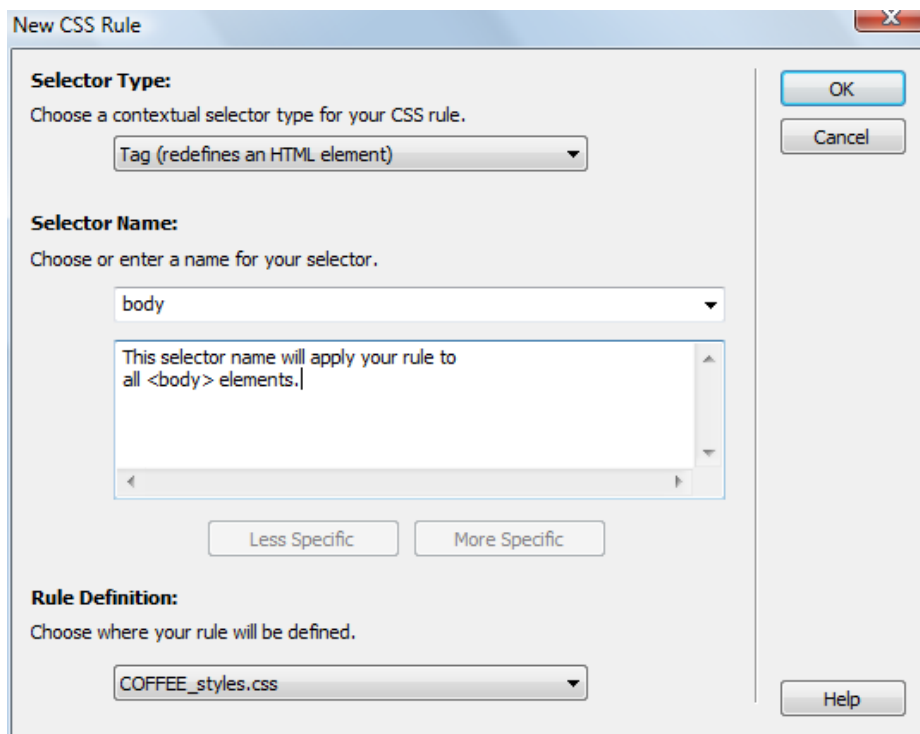 New CSS Rule
Selector Type:
Choose a contextual selector type for your CSS rule.
Tag (redefines an HTML element)
OK
Cancel
Selector Name:
Choose or enter a name for your selector.
body
This selector name will apply your rule to
all <body> elements.
Less Specific
More Specific
Rule Definition:
Choose where your rule will be defined.
COFFEE_styles.css
Help